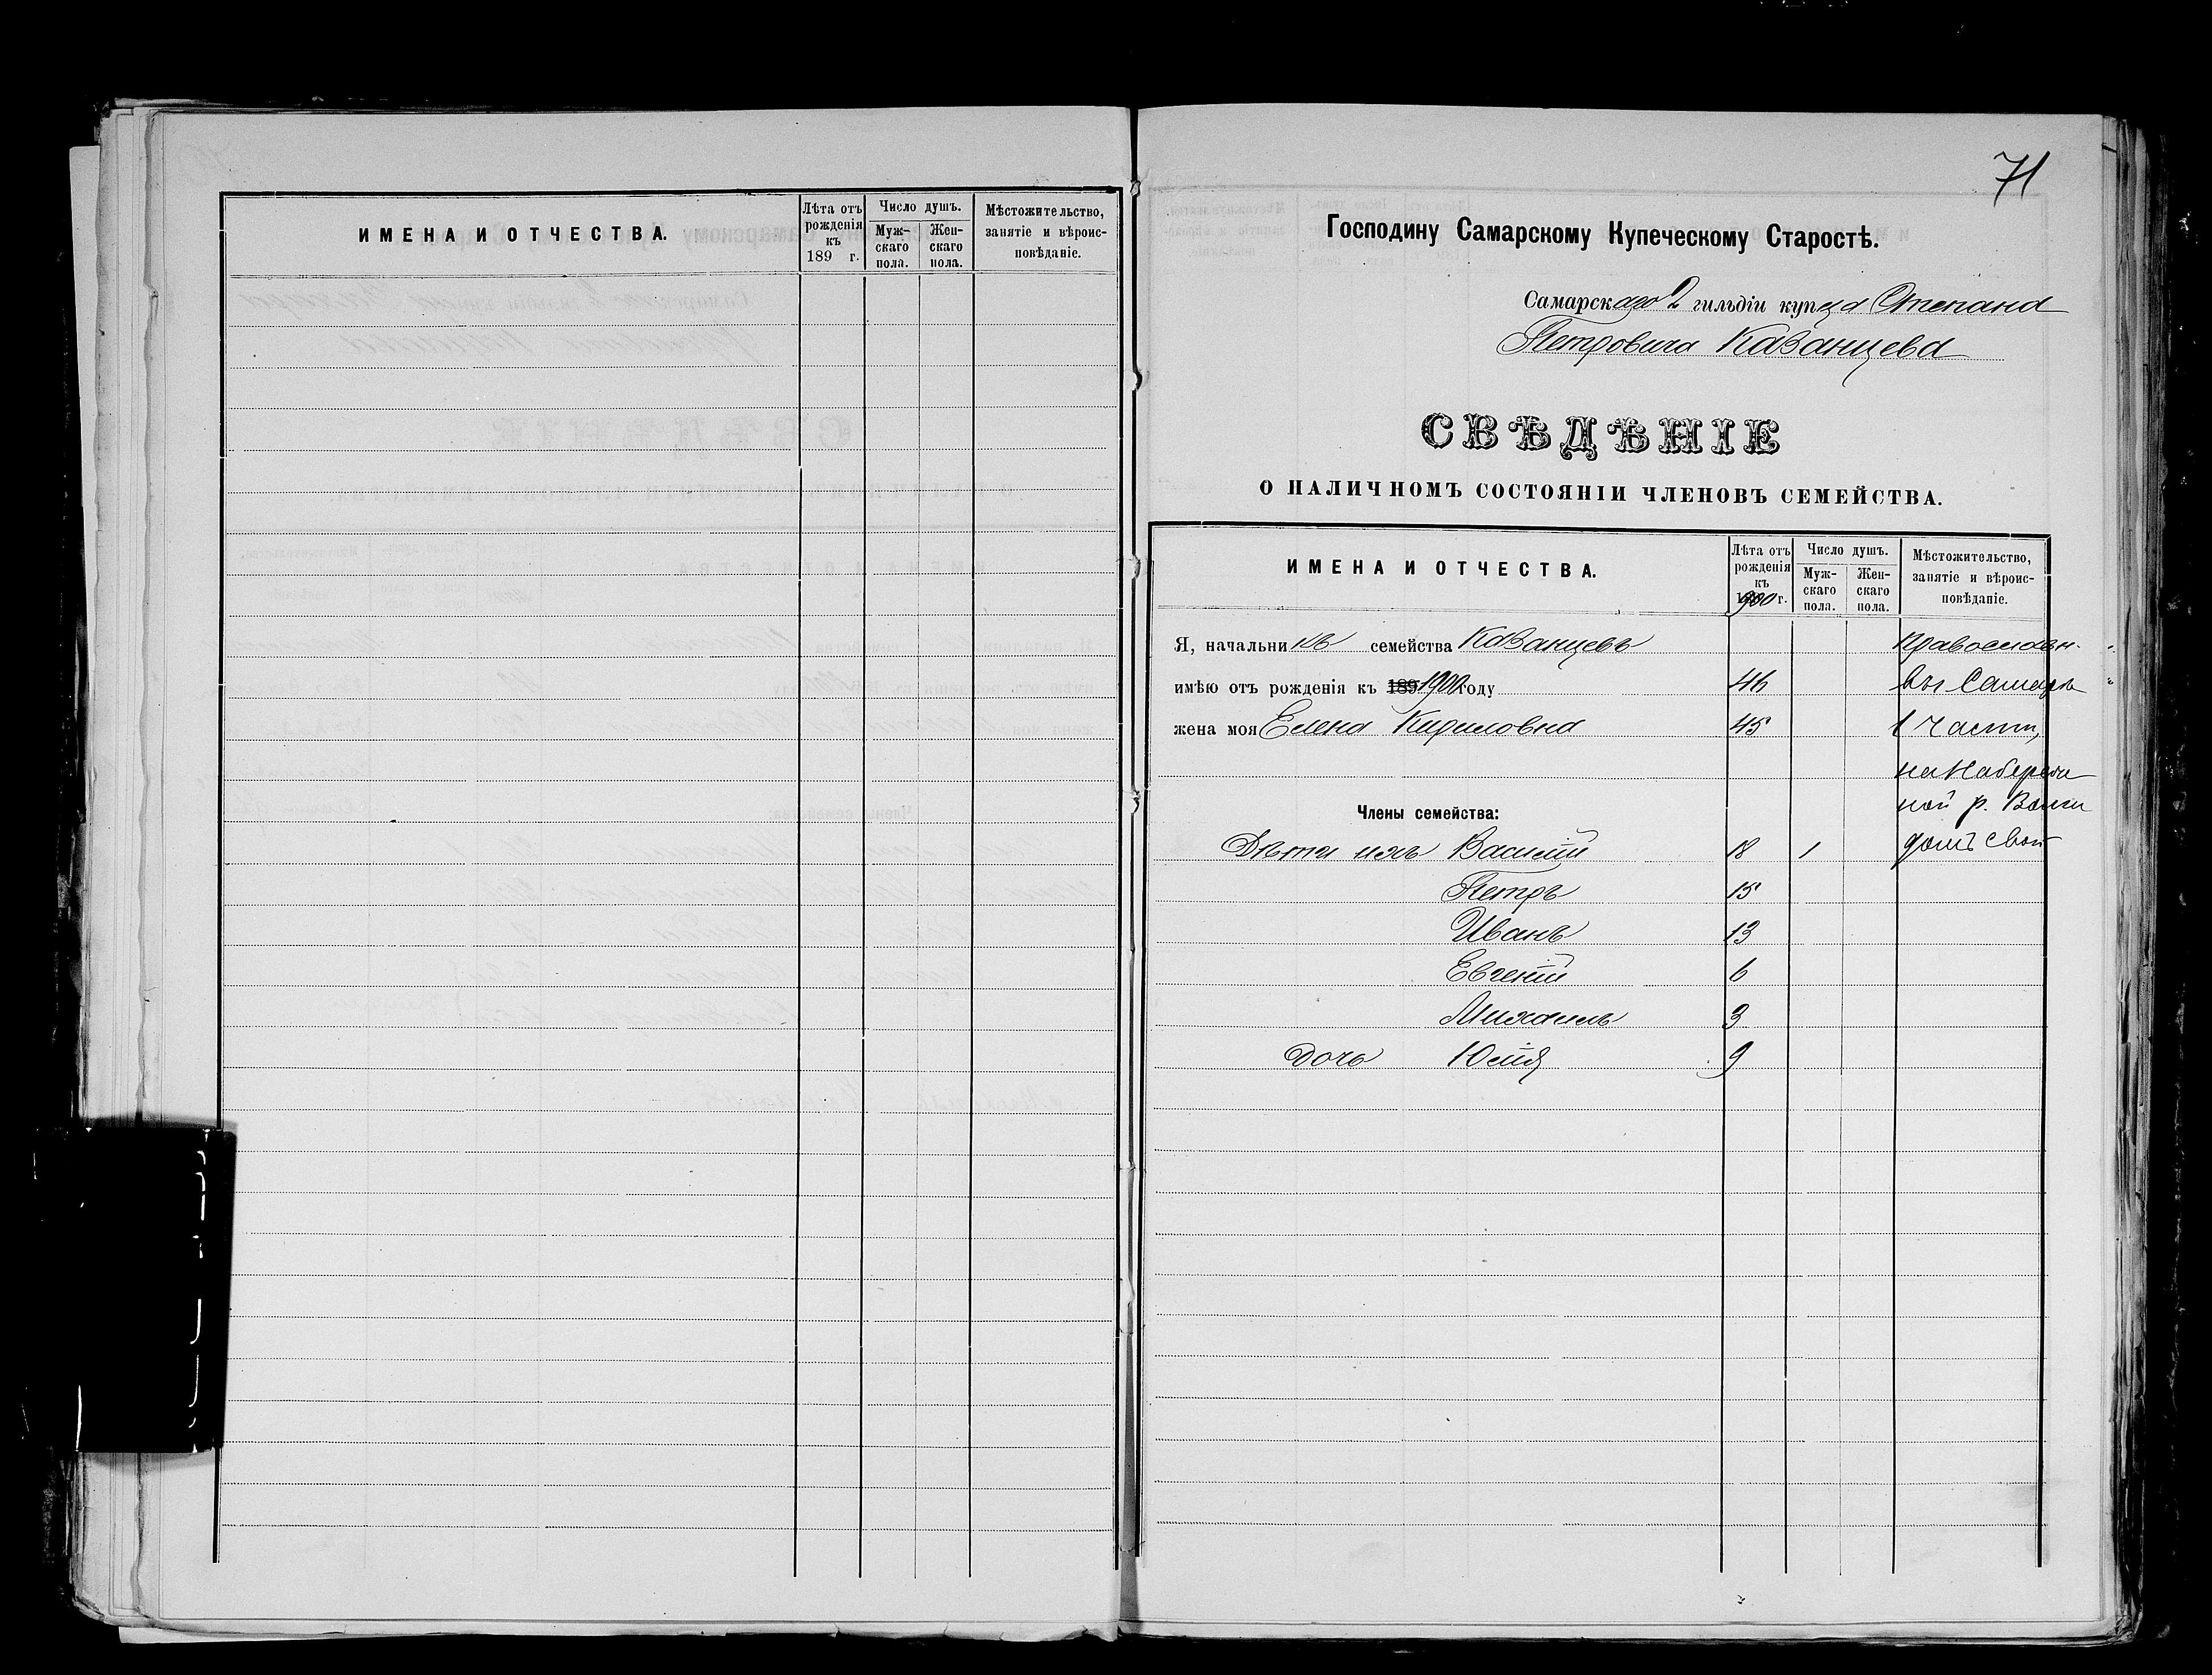 ИМЕНА И ОТЧЕСТВА.
Лѣта отъ рожденія къ 189 г.
Число душъ.
Муж-скаго пола.
Жен-скаго пола.
Мѣстожительство, занятіе и вѣроис-повѣданіе.
71
Господину Самарскому Купеческому Старостѣ.
Самарскаго 2 гильдіи купца Степана
Петровича Казанцева
СВѢДѢНІЕ
О НАЛИЧНОМЪ СОСТОЯНІИ ЧЛЕНОВЪ СЕМЕЙСТВА.
ИМЕНА И ОТЧЕСТВА.
Лѣта отъ рожденія къ 1900 г.
Число душъ.
Муж-скаго пола.
Жен-скаго пола.
Мѣстожительство, занятіе и вѣроис-повѣданіе.
Я, начальникъ семейства Казанцевъ Православн.
имѣю отъ рожденія къ 189 1900 году 46 въ г Самарѣ
жена моя Елена Кириловна 45 1 части,
на Набереж
ной р. Волги
Члены семейства:
Дѣти ихъ Василій 18 1 домъ свой
Петръ 15
Иванъ 13
Евгеній 6
Михаилъ 3
Дочь Юлія 9